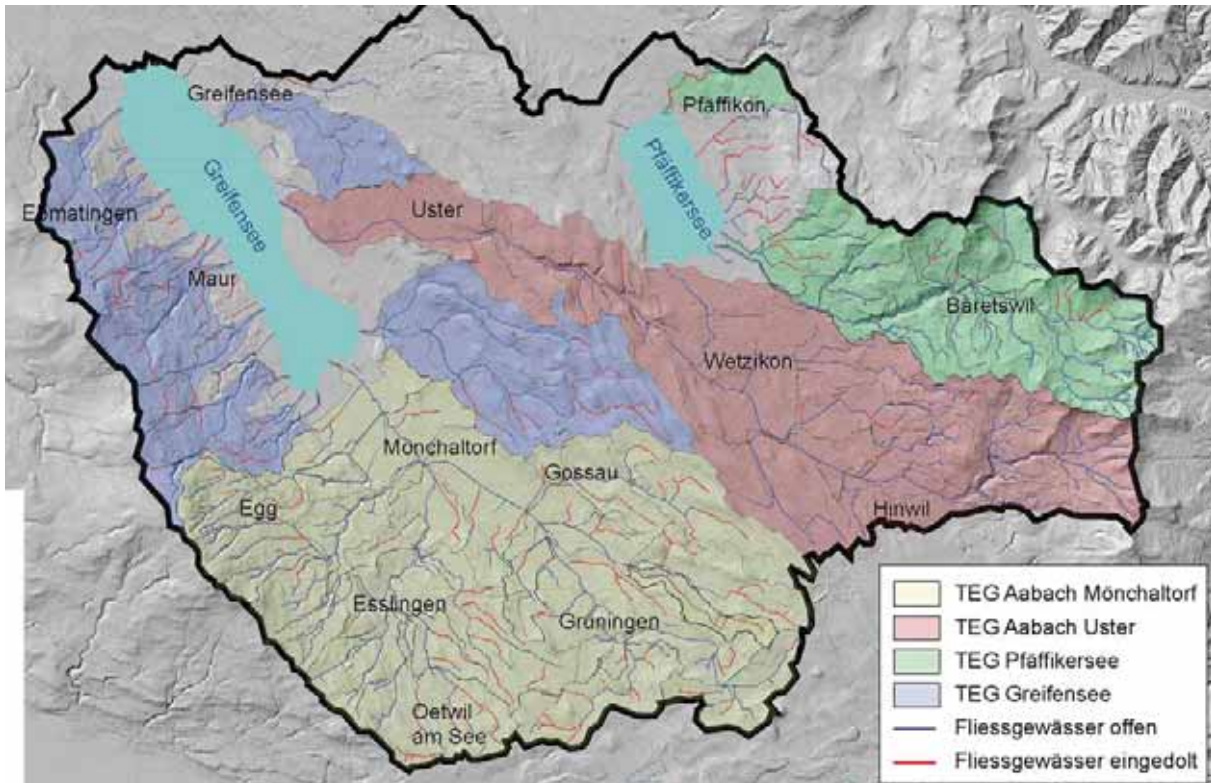 Greifensee
Pfäffikon
Greifensee
Pfäffikersee
Ebmatingen
Uster
Maur
Bäretswil
Wetzikon
Mönchaltorf
Gossau
Egg
Hinwil
Esslingen
Grüningen
Oetwil
am See
TEG Aabach Mönchaltorf
TEG Aabach Uster
TEG Pfäffikersee
TEG Greifensee
Fliessgewässer offen
Fliessgewässer eingedolt